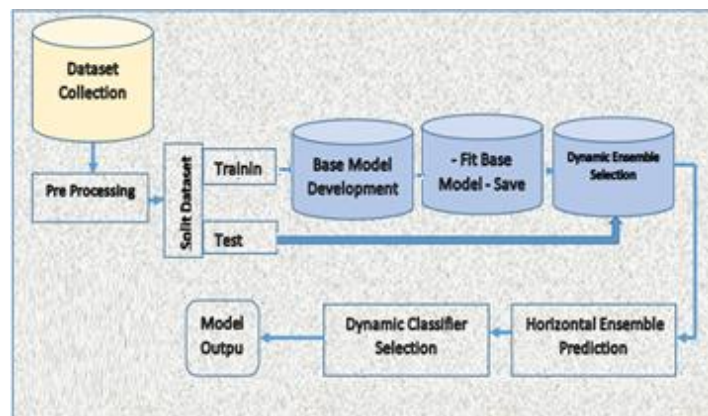 Dataset
Collection
Pre Processing
Split Dataset
Trainin
Test
Base Model
Development
- Fit Base
Model - Save
Dynamic Ensemble
Selection
Horizontal Ensemble
Prediction
Dynamic Classifier
Selection
Model
Outpu